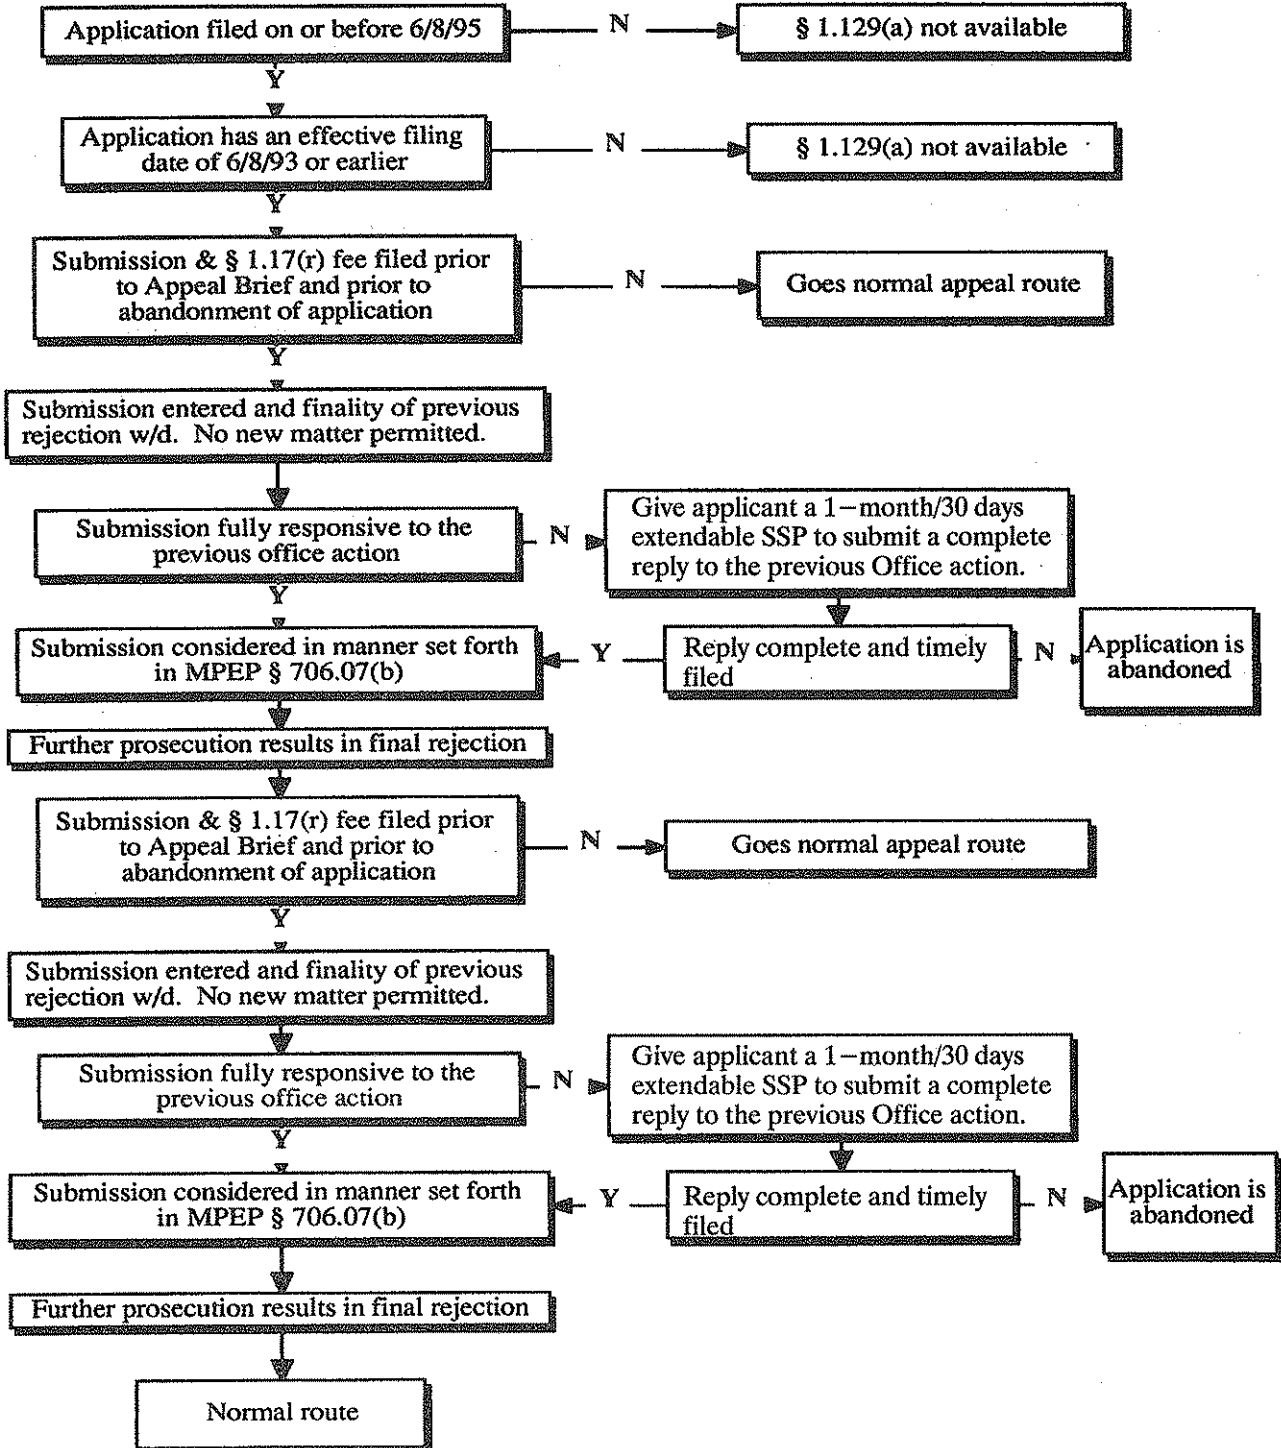 Application filed on or before 6/8/95
N
§ 1.129(a) not available
Y
Application has an effective filing
date of 6/8/93 or earlier
N
§ 1.129(a) not available
Y
Submission & § 1.17(r) fee filed prior
to Appeal Brief and prior to
abandonment of application
N
Goes normal appeal route
Y
Submission entered and finality of previous
rejection w/d. No new matter permitted.
Submission fully responsive to the
previous office action
N
Give applicant a 1-month/30 days
extendable SSP to submit a complete
reply to the previous Office action.
Y
Submission considered in manner set forth
in MPEP § 706.07(b)
Y
Reply complete and timely
filed
N
Application is
abandoned
Further prosecution results in final rejection
Submission & § 1.17(r) fee filed prior
to Appeal Brief and prior to
abandonment of application
N
Goes normal appeal route
Y
Submission entered and finality of previous
rejection w/d. No new matter permitted.
Submission fully responsive to the
previous office action
N
Give applicant a 1-month/30 days
extendable SSP to submit a complete
reply to the previous Office action.
Y
Submission considered in manner set forth
in MPEP § 706.07(b)
Y
Reply complete and timely
filed
N
Application is
abandoned
Further prosecution results in final rejection
Normal route